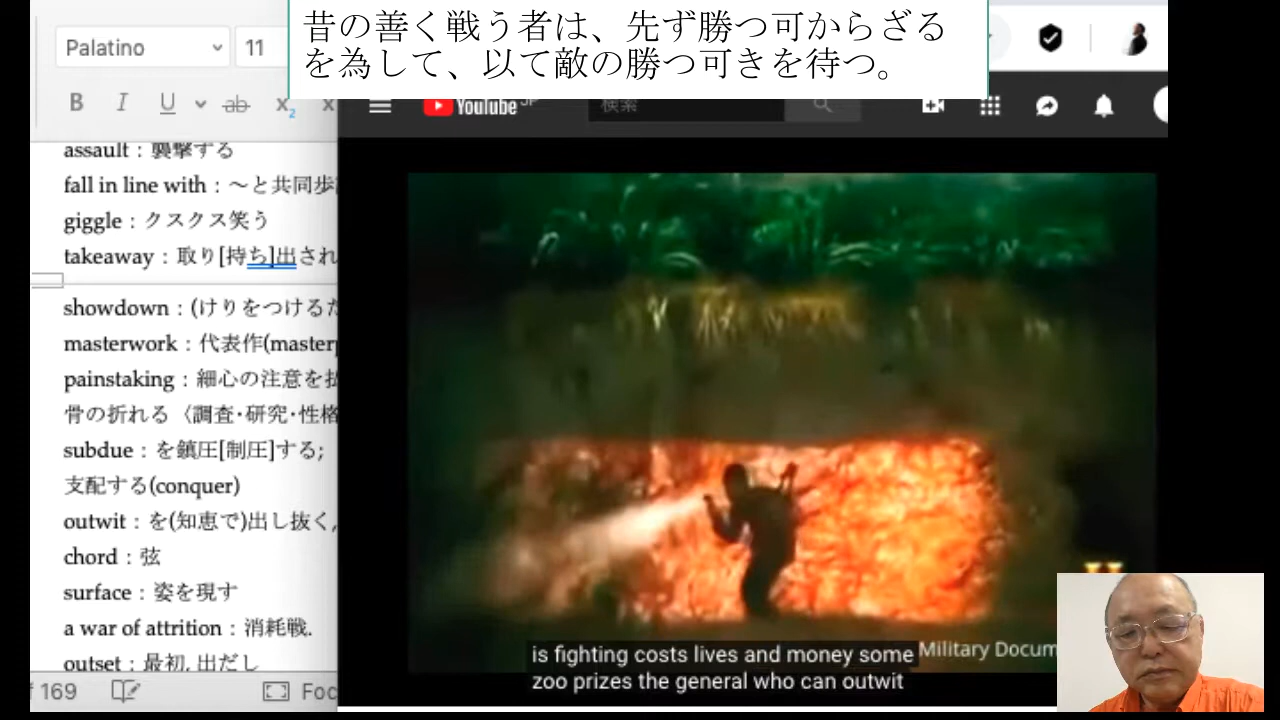 昔の善く戦う者は、先ず勝つ可からざる
を為して、以て敵の勝つ可きを待つ。
Palatino
11
B I U ab x₂ x
YouTube JP
検索
assault：襲撃する
fall in line with：～と共同歩
giggle：クスクス笑う
takeaway：取り[持ち]出され
showdown：(けりをつけるた
masterwork：代表作(master
painstaking：細心の注意を払
骨の折れる〈調査･研究･性格
subdue：を鎮圧[制圧]する;
支配する(conquer)
outwit：を(知恵で)出し抜く,
chord：弦
surface：姿を現す
a war of attrition：消耗戦.
outset：最初, 出だし
169
Foc
Military Docum
is fighting costs lives and money some
zoo prizes the general who can outwit